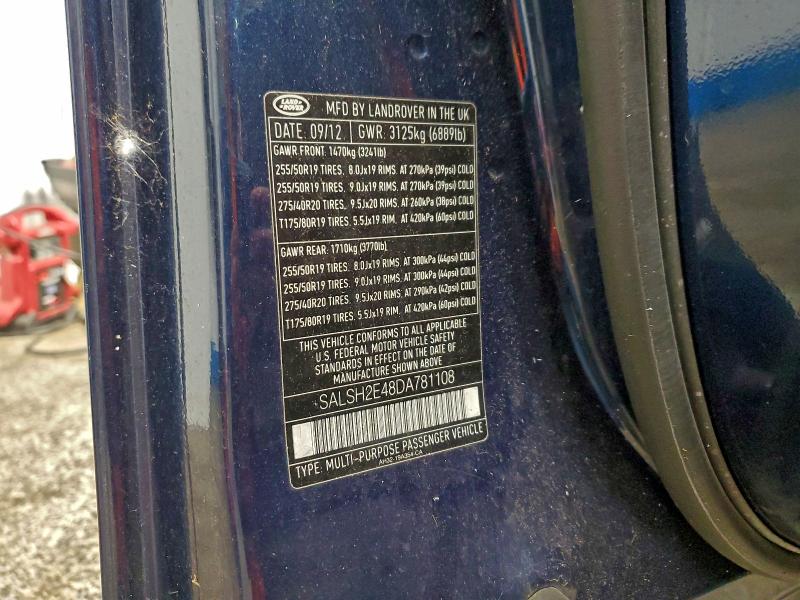 LAND ROVER
MFD BY LANDROVER IN THE UK
DATE: 09/12 GWR. 3125kg (6889lb)
GAWR FRONT: 1470kg (3241lb)
255/50R19 TIRES. 8.0Jx19 RIMS. AT 270kPa (39psi) COLD
255/50R19 TIRES. 9.0Jx19 RIMS. AT 270kPa (39psi) COLD
275/40R20 TIRES. 9.5Jx20 RIMS. AT 260kPa (38psi) COLD
T175/80R19 TIRES. 5.5Jx19 RIM. AT 420kPa (60psi) COLD
GAWR REAR: 1710kg (3770lb)
255/50R19 TIRES. 8.0Jx19 RIMS. AT 300kPa (44psi) COLD
255/50R19 TIRES. 9.0Jx19 RIMS. AT 300kPa (44psi) COLD
275/40R20 TIRES. 9.5Jx20 RIMS. AT 290kPa (42psi) COLD
T175/80R19 TIRES. 5.5Jx19 RIM. AT 420kPa (60psi) COLD
THIS VEHICLE CONFORMS TO ALL APPLICABLE
U.S. FEDERAL MOTOR VEHICLE SAFETY
STANDARDS IN EFFECT ON THE DATE OF
MANUFACTURE SHOWN ABOVE
SALSH2E48DA781108
TYPE: MULTI-PURPOSE PASSENGER VEHICLE
AH32-19A354-CA